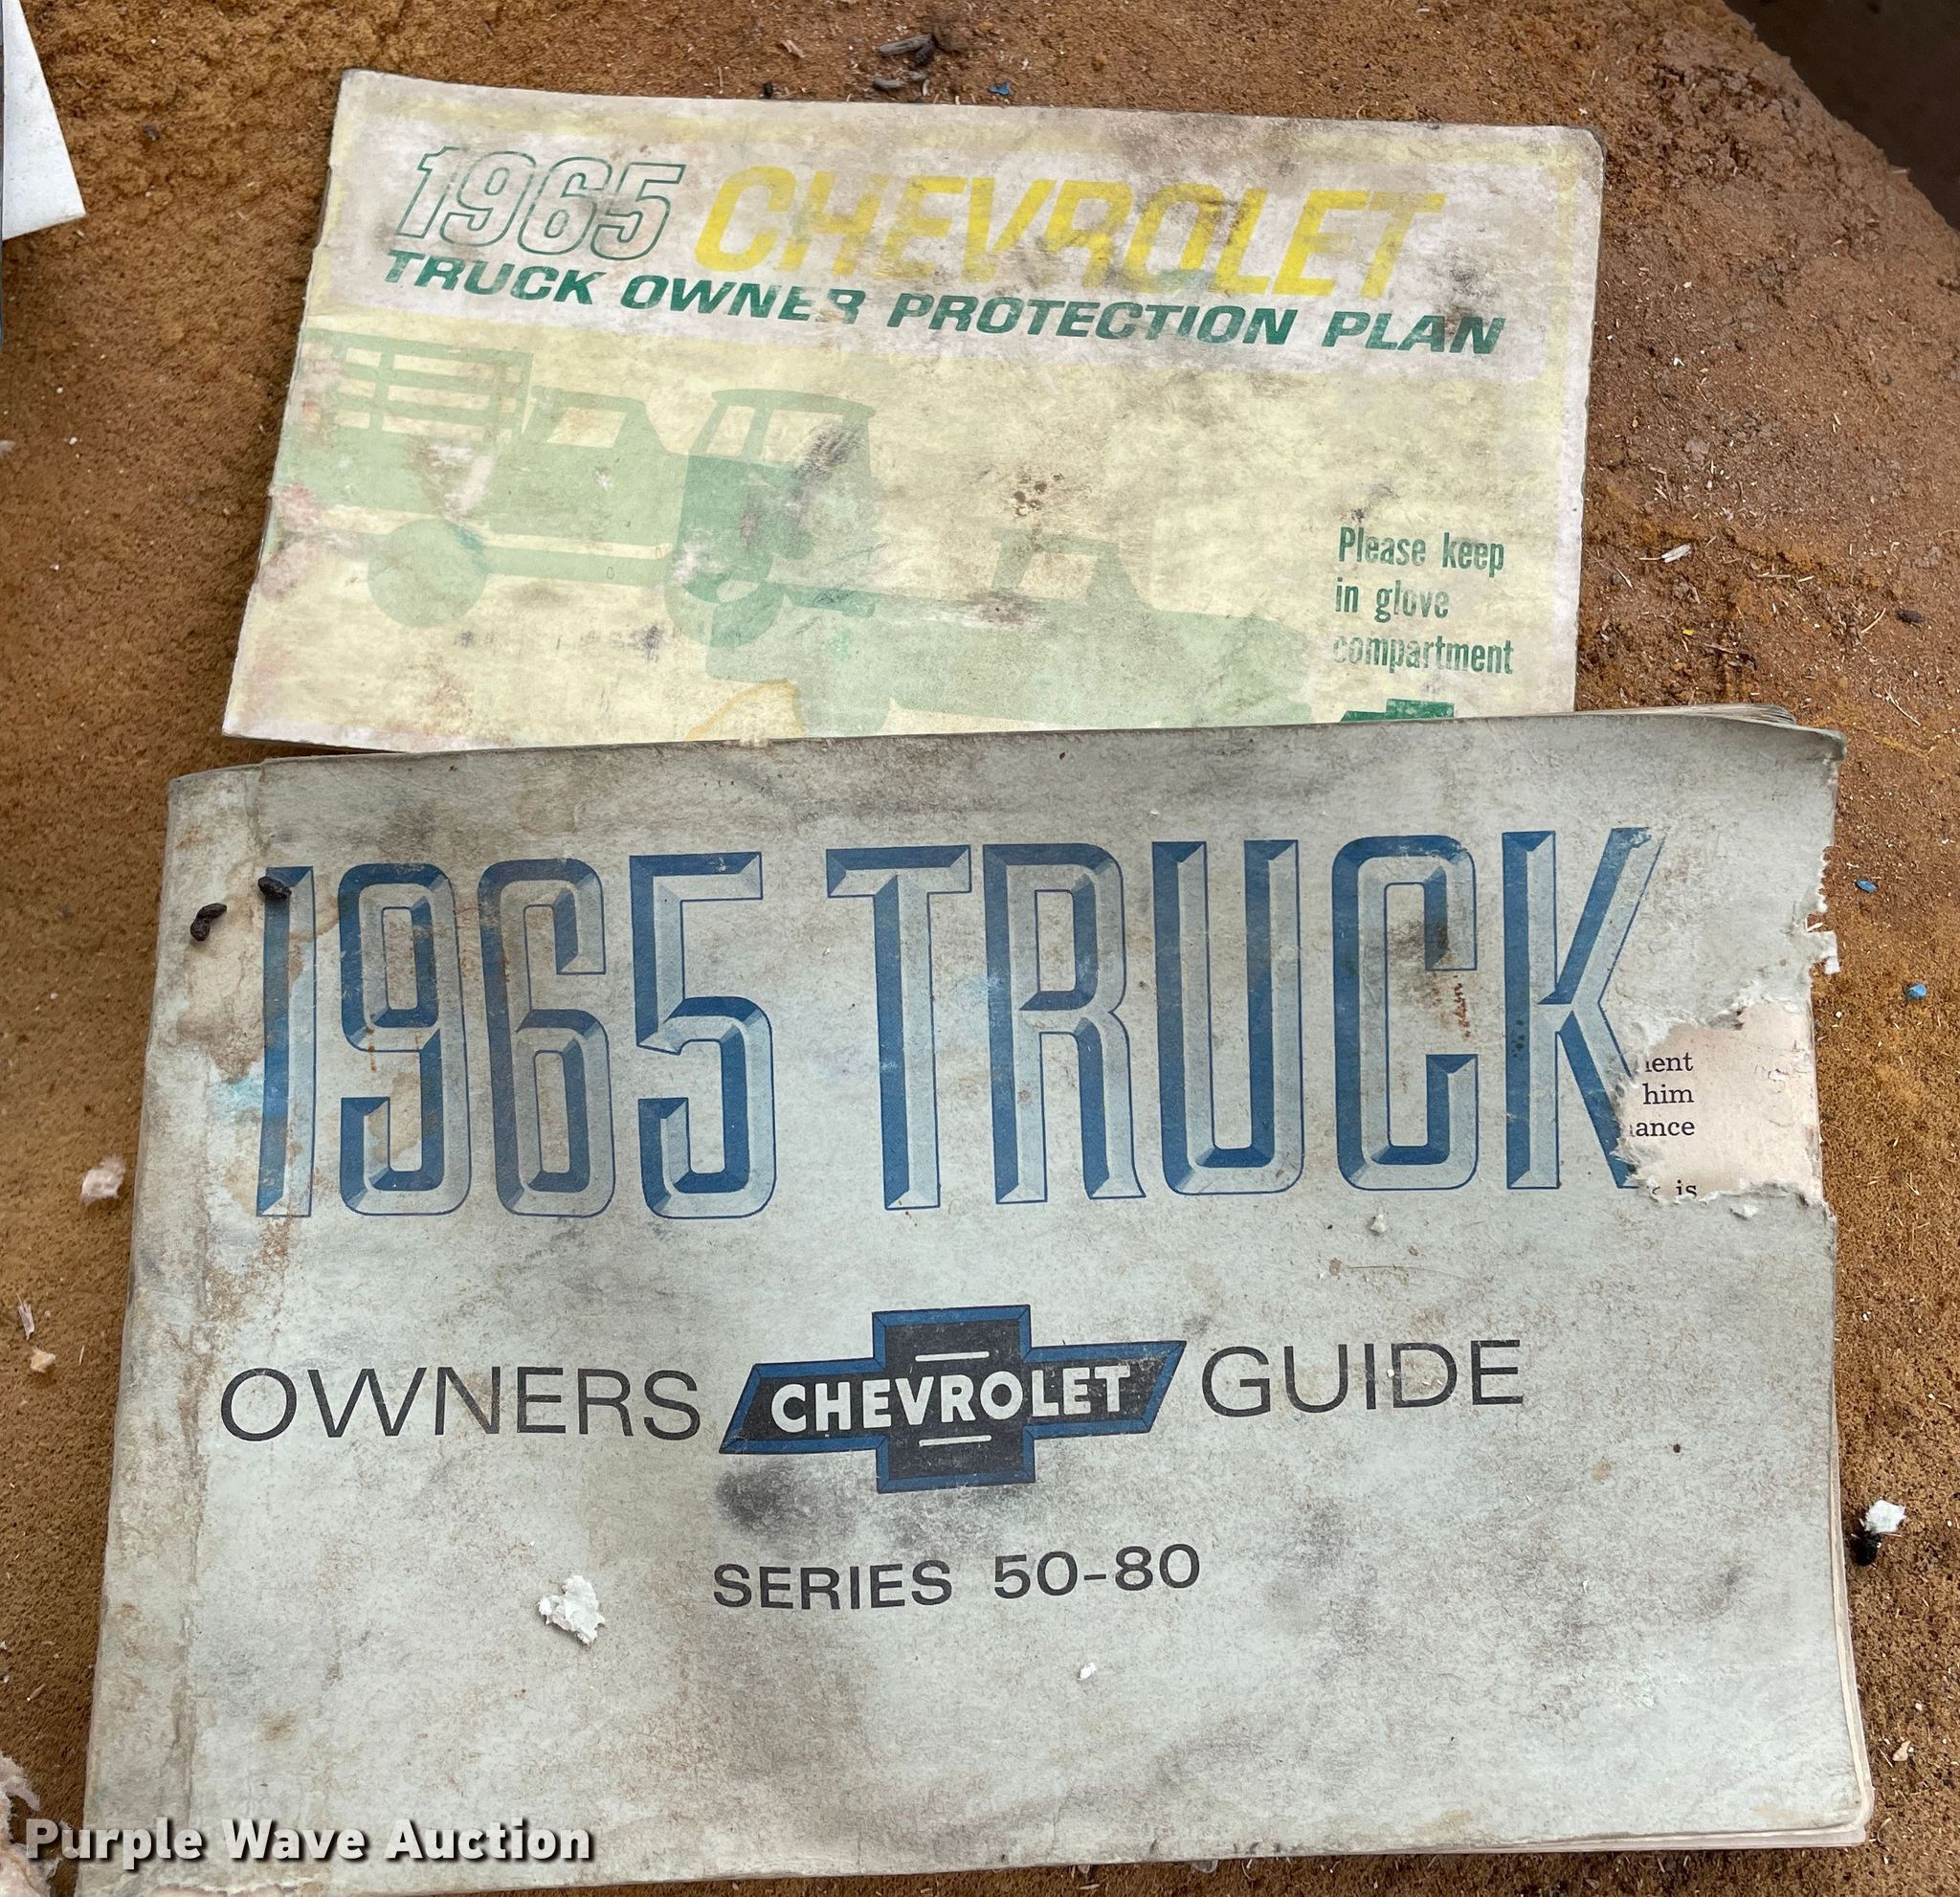 1965 CHEVROLET
TRUCK OWNER PROTECTION PLAN
Please keep
in glove
compartment
1965 TRUCK
him
is
OWNERS CHEVROLET GUIDE
SERIES 50-80
Purple Wave Auction